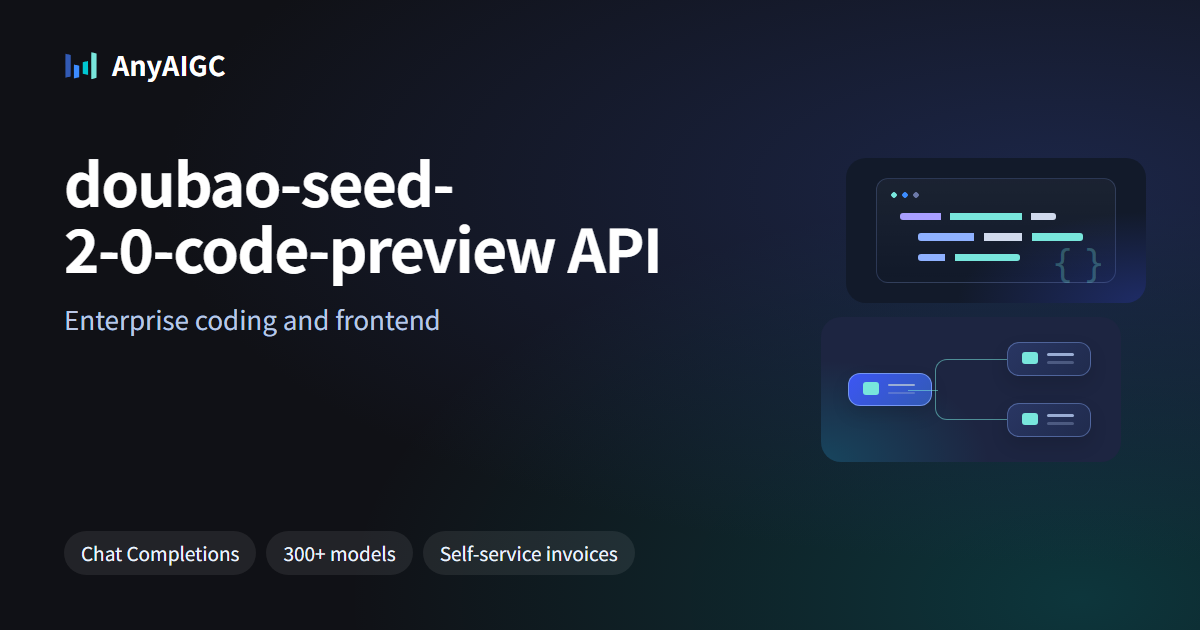 AnyAIGC
doubao-seed-
2-0-code-preview API
Enterprise coding and frontend
{ }
Chat Completions
300+ models
Self-service invoices